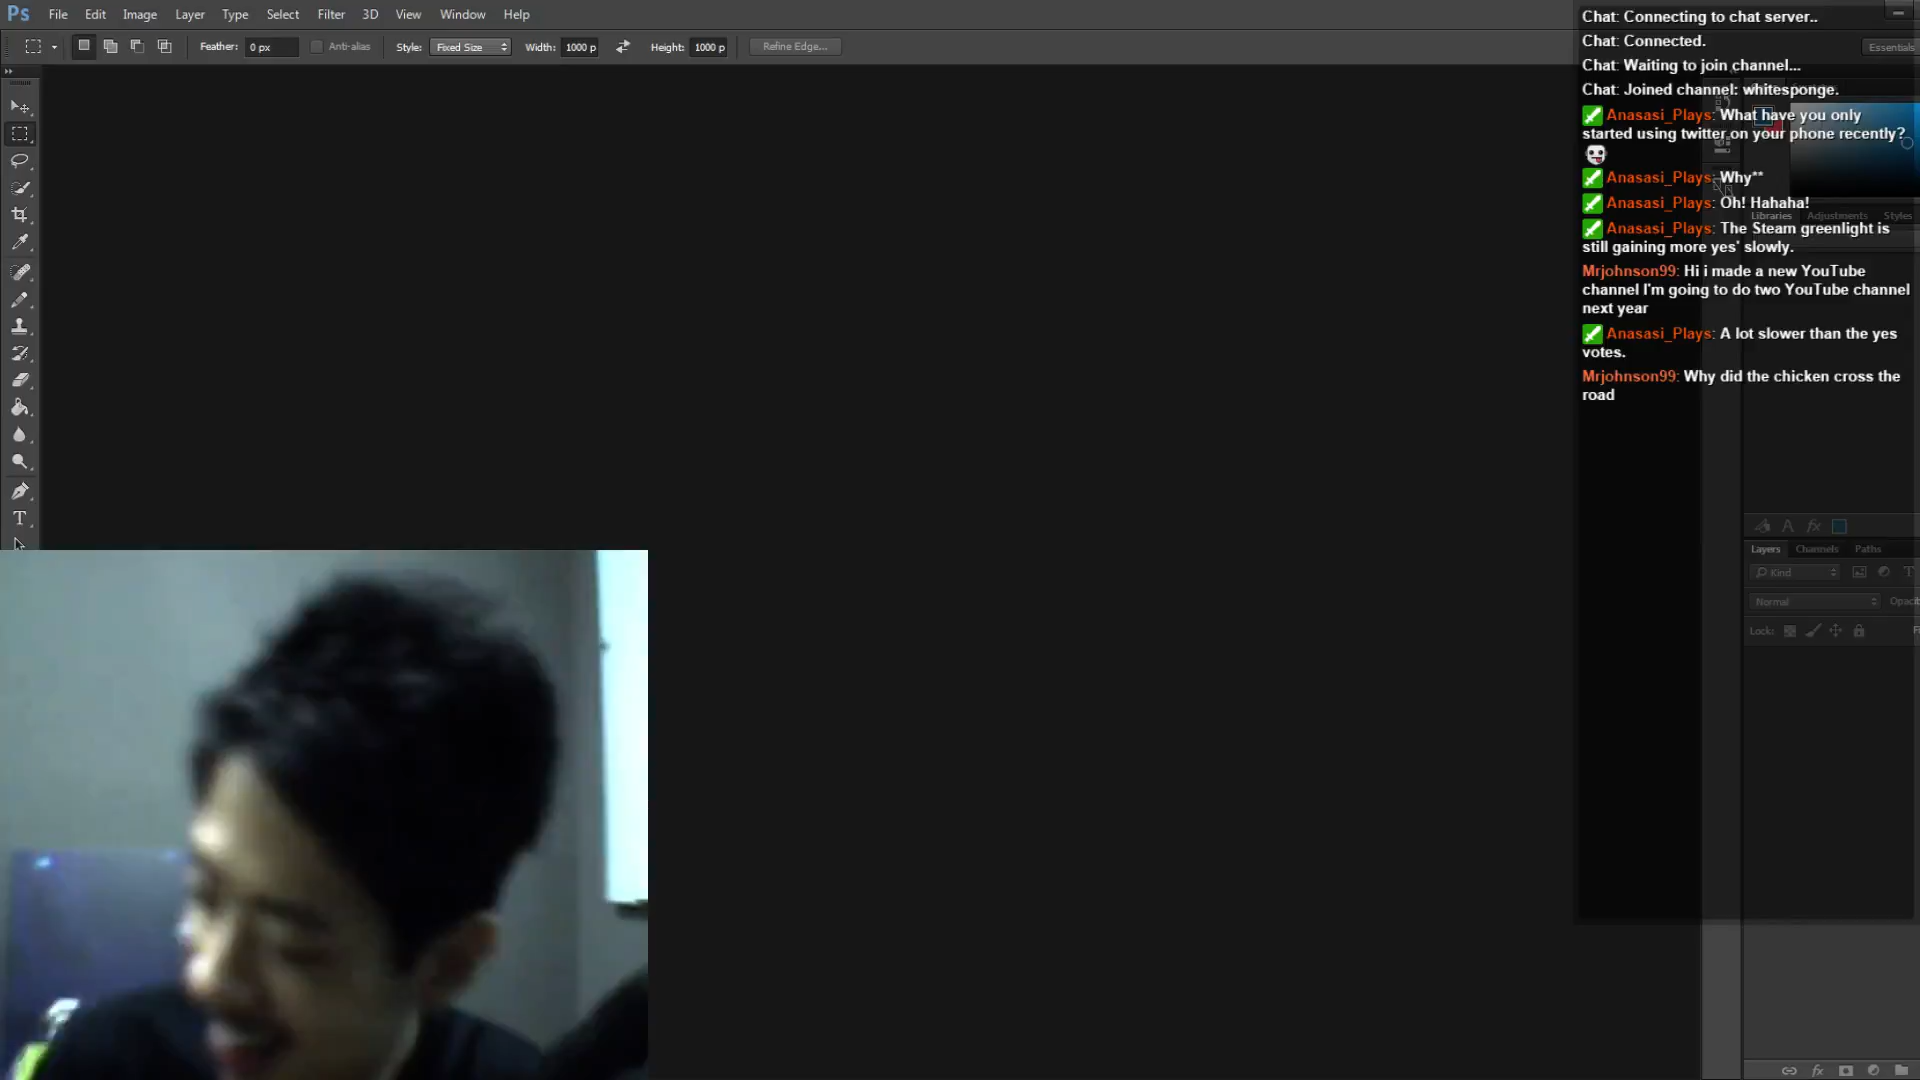 Ps File Edit Image Layer Type Select Filter 3D View Window Help
Feather: 0 px Anti-alias Style: Fixed Size Width: 1000 p Height: 1000 p Refine Edge...
Essentials
Chat: Connecting to chat server..
Chat: Connected.
Chat: Waiting to join channel...
Chat: Joined channel: whitesponge.
Anasasi_Plays: What have you only
started using twitter on your phone recently?
Anasasi_Plays: Why**
Anasasi_Plays: Oh! Hahaha!
Anasasi_Plays: The Steam greenlight is
still gaining more yes' slowly.
Mrjohnson99: Hi i made a new YouTube
channel I'm going to do two YouTube channel
next year
Anasasi_Plays: A lot slower than the yes
votes.
Mrjohnson99: Why did the chicken cross the
road
Libraries Adjustments Styles
Layers Channels Paths
Kind
Normal Opaci
Lock: F